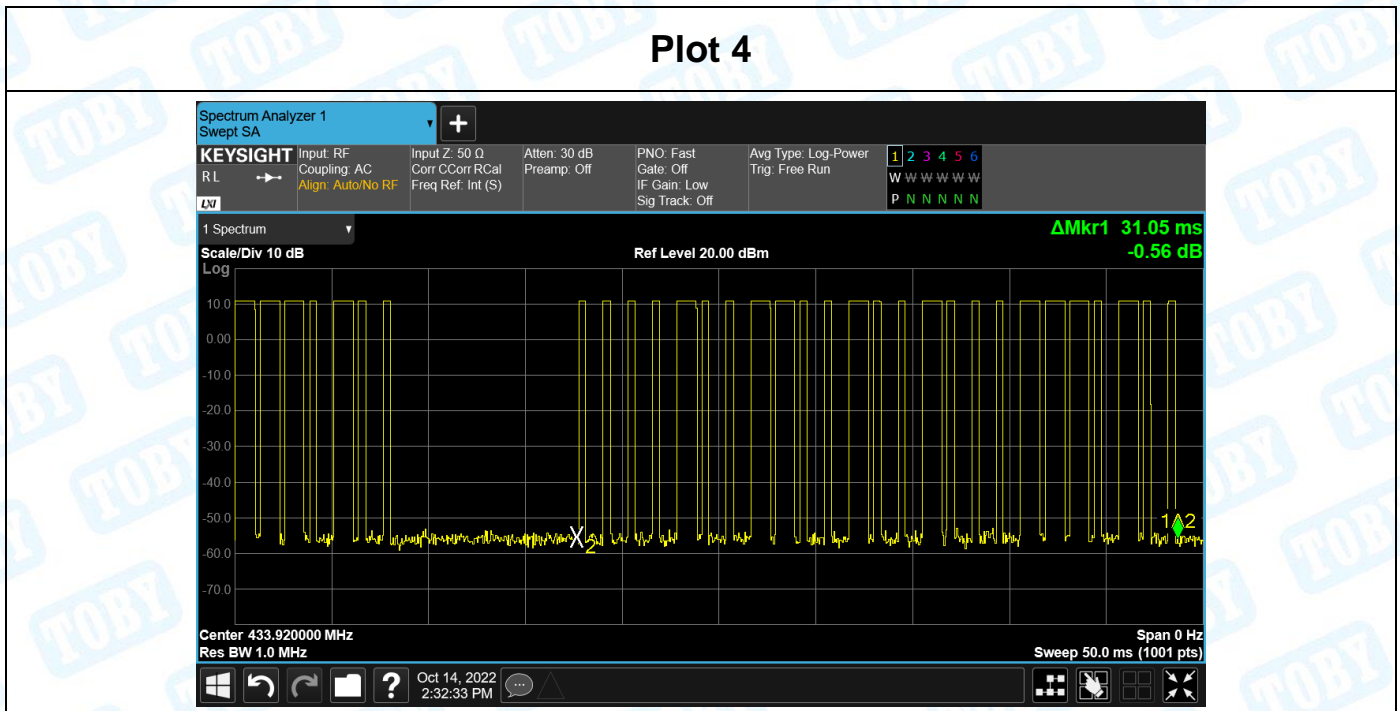 Plot 4
Spectrum Analyzer 1
Swept SA
KEYSIGHT
R L
LXI
Input: RF
Coupling: AC
Align: Auto/No RF
Input Z: 50 Ω
Corr CCorr RCal
Freq Ref: Int (S)
Atten: 30 dB
Preamp: Off
PNO: Fast
Gate: Off
IF Gain: Low
Sig Track: Off
Avg Type: Log-Power
Trig: Free Run
1 2 3 4 5 6
W W W W W W
P N N N N N
1 Spectrum
ΔMkr1 31.05 ms
Scale/Div 10 dB
Ref Level 20.00 dBm
-0.56 dB
Log
10.0
0.00
-10.0
-20.0
-30.0
-40.0
-50.0
-60.0
-70.0
X2
1Δ2
Center 433.920000 MHz
Span 0 Hz
Res BW 1.0 MHz
Sweep 50.0 ms (1001 pts)
?
Oct 14, 2022
2:32:33 PM
TOBY